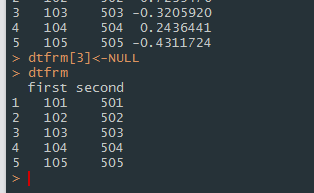 3   103    503 -0.3205920
4   104    504  0.2436441
5   105    505 -0.4311724
> dtfrm[3]<-NULL
> dtfrm
  first second
1   101    501
2   102    502
3   103    503
4   104    504
5   105    505
>